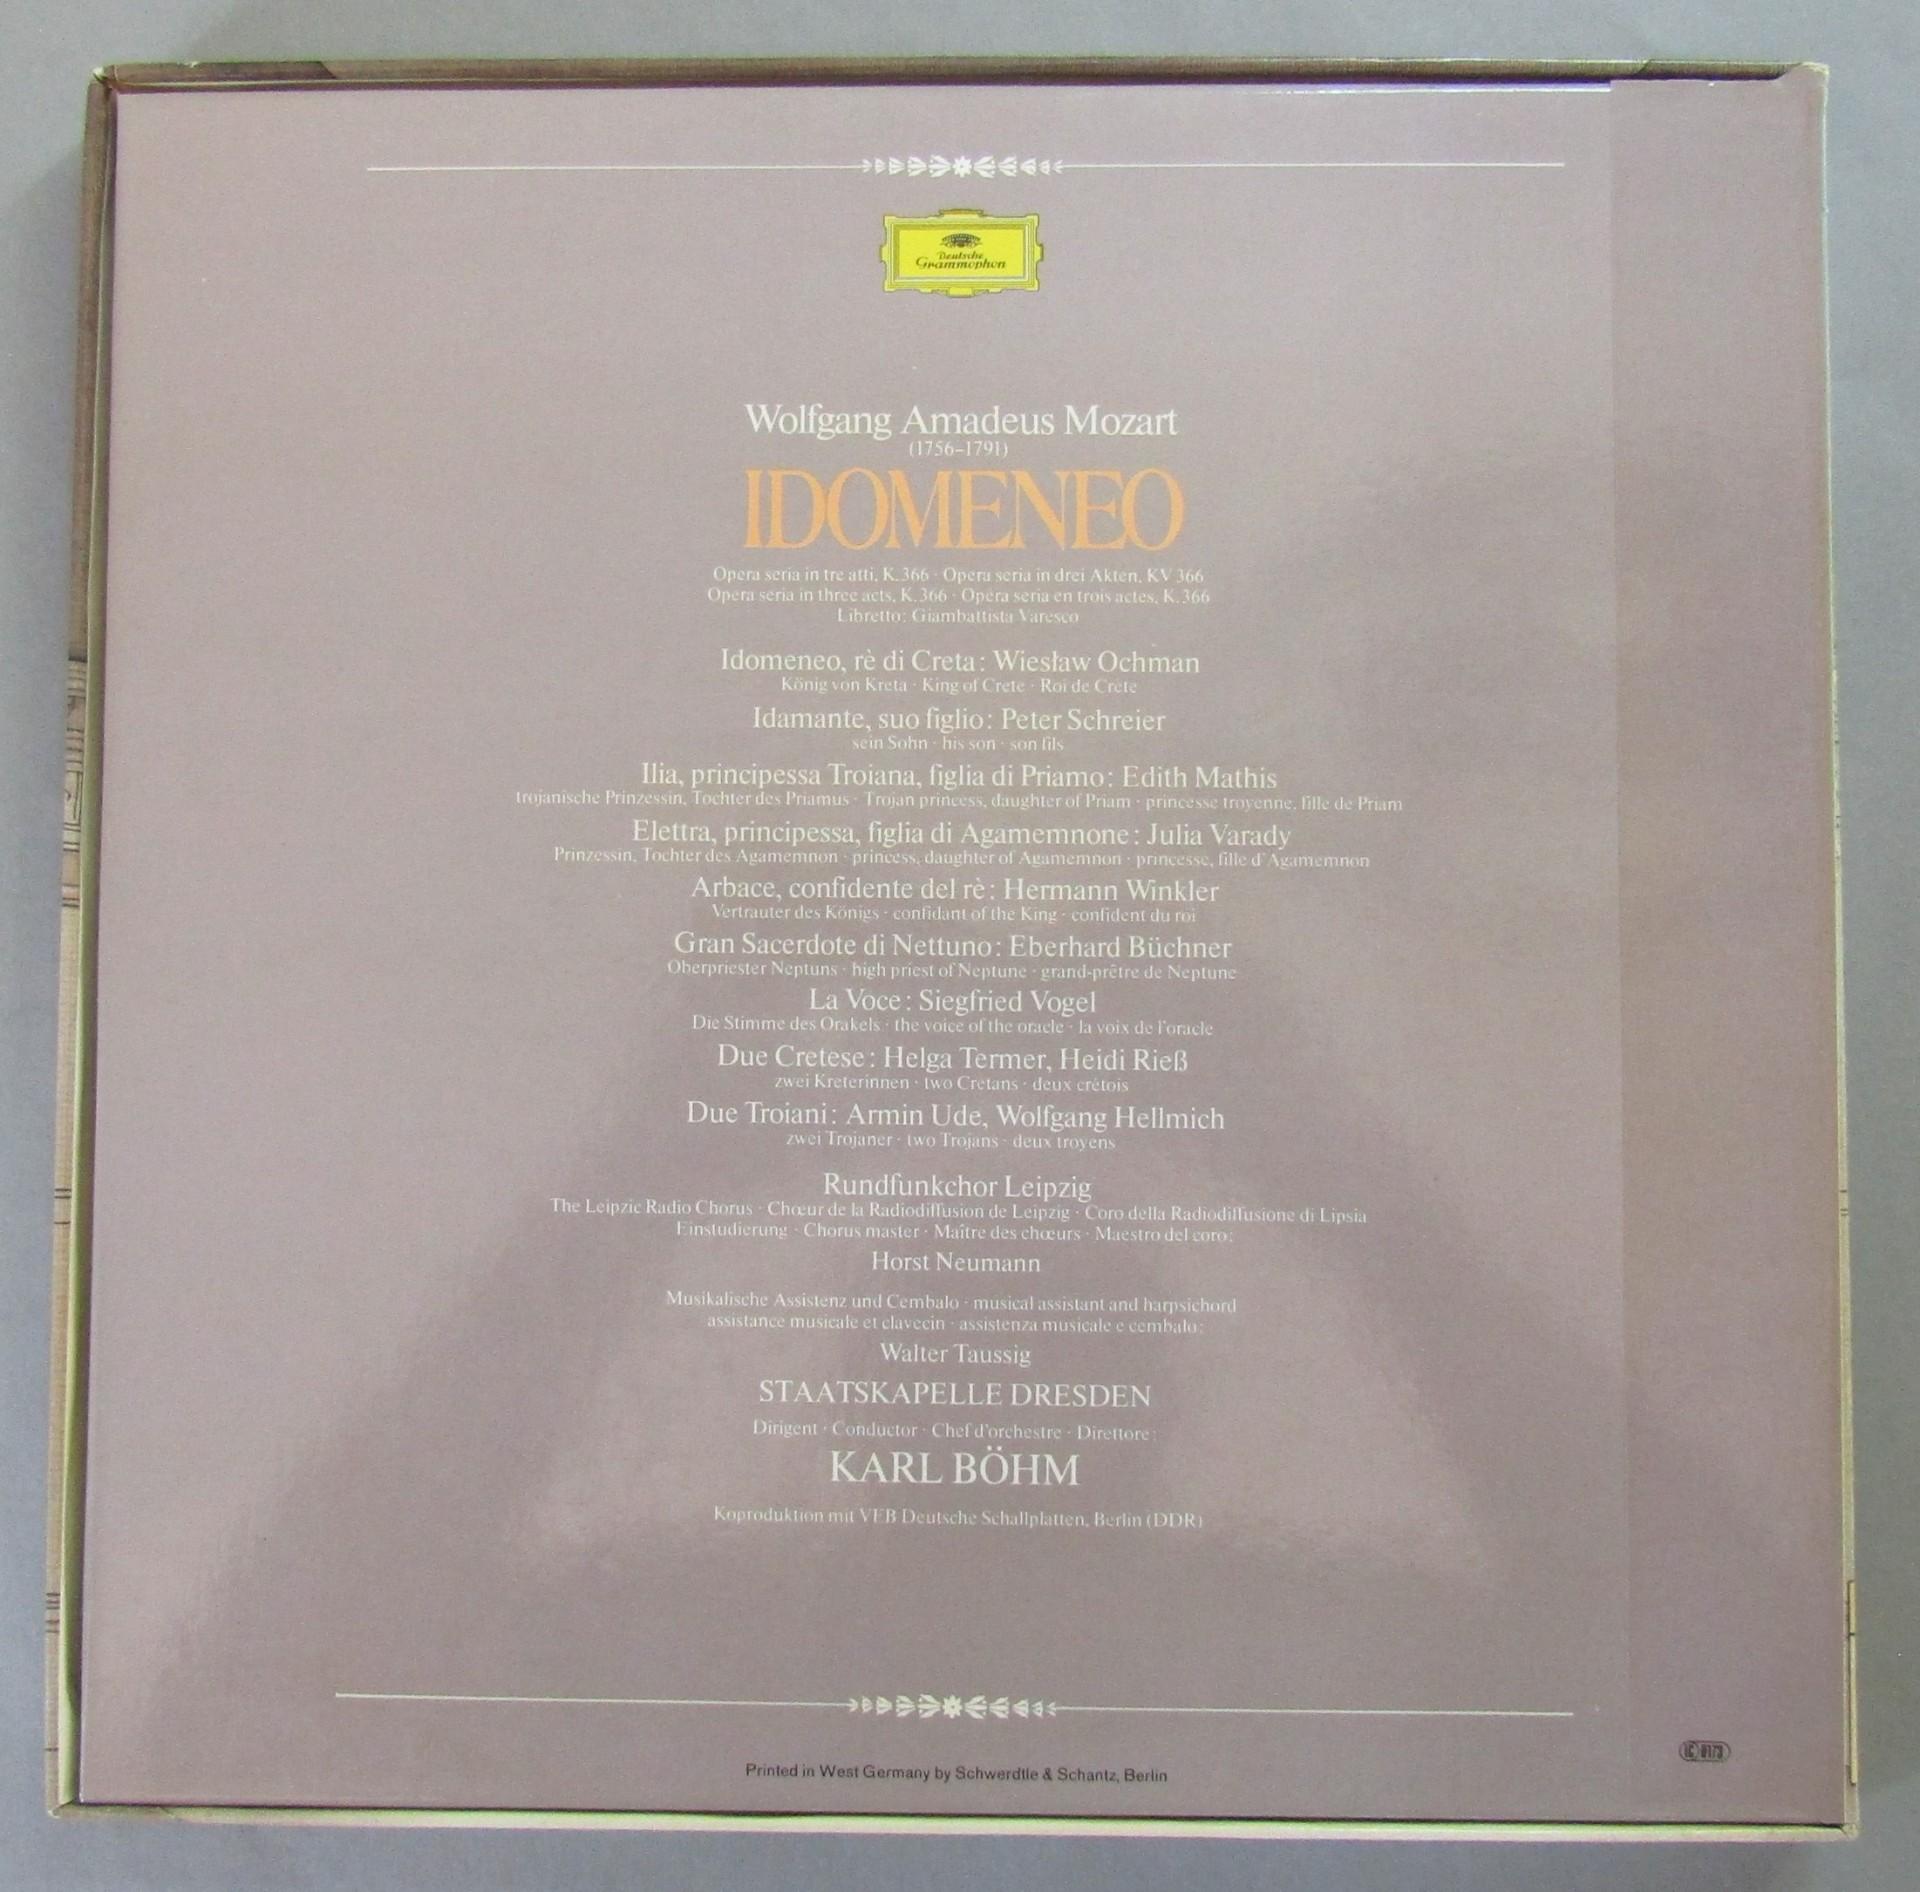 Deutsche
Grammophon
Wolfgang Amadeus Mozart
(1756–1791)
IDOMENEO
Opera seria in tre atti, K. 366 · Opera seria in drei Akten, KV 366
Opera seria in three acts, K. 366 · Opéra seria en trois actes, K. 366
Libretto: Giambattista Varesco
Idomeneo, rè di Creta: Wiesław Ochman
König von Kreta · King of Crete · Roi de Crète
Idamante, suo figlio: Peter Schreier
sein Sohn · his son · son fils
Ilia, principessa Troiana, figlia di Priamo: Edith Mathis
trojanische Prinzessin, Tochter des Priamus · Trojan princess, daughter of Priam · princesse troyenne, fille de Priam
Elettra, principessa, figlia di Agamemnone: Julia Varady
Prinzessin, Tochter des Agamemnon · princess, daughter of Agamemnon · princesse, fille d'Agamemnon
Arbace, confidente del rè: Hermann Winkler
Vertrauter des Königs · confidant of the King · confident du roi
Gran Sacerdote di Nettuno: Eberhard Büchner
Oberpriester Neptuns · high priest of Neptune · grand-prêtre de Neptune
La Voce: Siegfried Vogel
Die Stimme des Orakels · the voice of the oracle · la voix de l'oracle
Due Cretese: Helga Termer, Heidi Rieß
zwei Kreterinnen · two Cretans · deux crétois
Due Troiani: Armin Ude, Wolfgang Hellmich
zwei Trojaner · two Trojans · deux troyens
Rundfunkchor Leipzig
The Leipzic Radio Chorus · Chœur de la Radiodiffusion de Leipzig · Coro della Radiodiffusione di Lipsia
Einstudierung · Chorus master · Maître des chœurs · Maestro del coro:
Horst Neumann
Musikalische Assistenz und Cembalo · musical assistant and harpsichord
assistance musicale et clavecin · assistenza musicale e cembalo:
Walter Taussig
STAATSKAPELLE DRESDEN
Dirigent · Conductor · Chef d'orchestre · Direttore:
KARL BÖHM
Koproduktion mit VEB Deutsche Schallplatten, Berlin (DDR)
Printed in West Germany by Schwerdtle & Schantz, Berlin